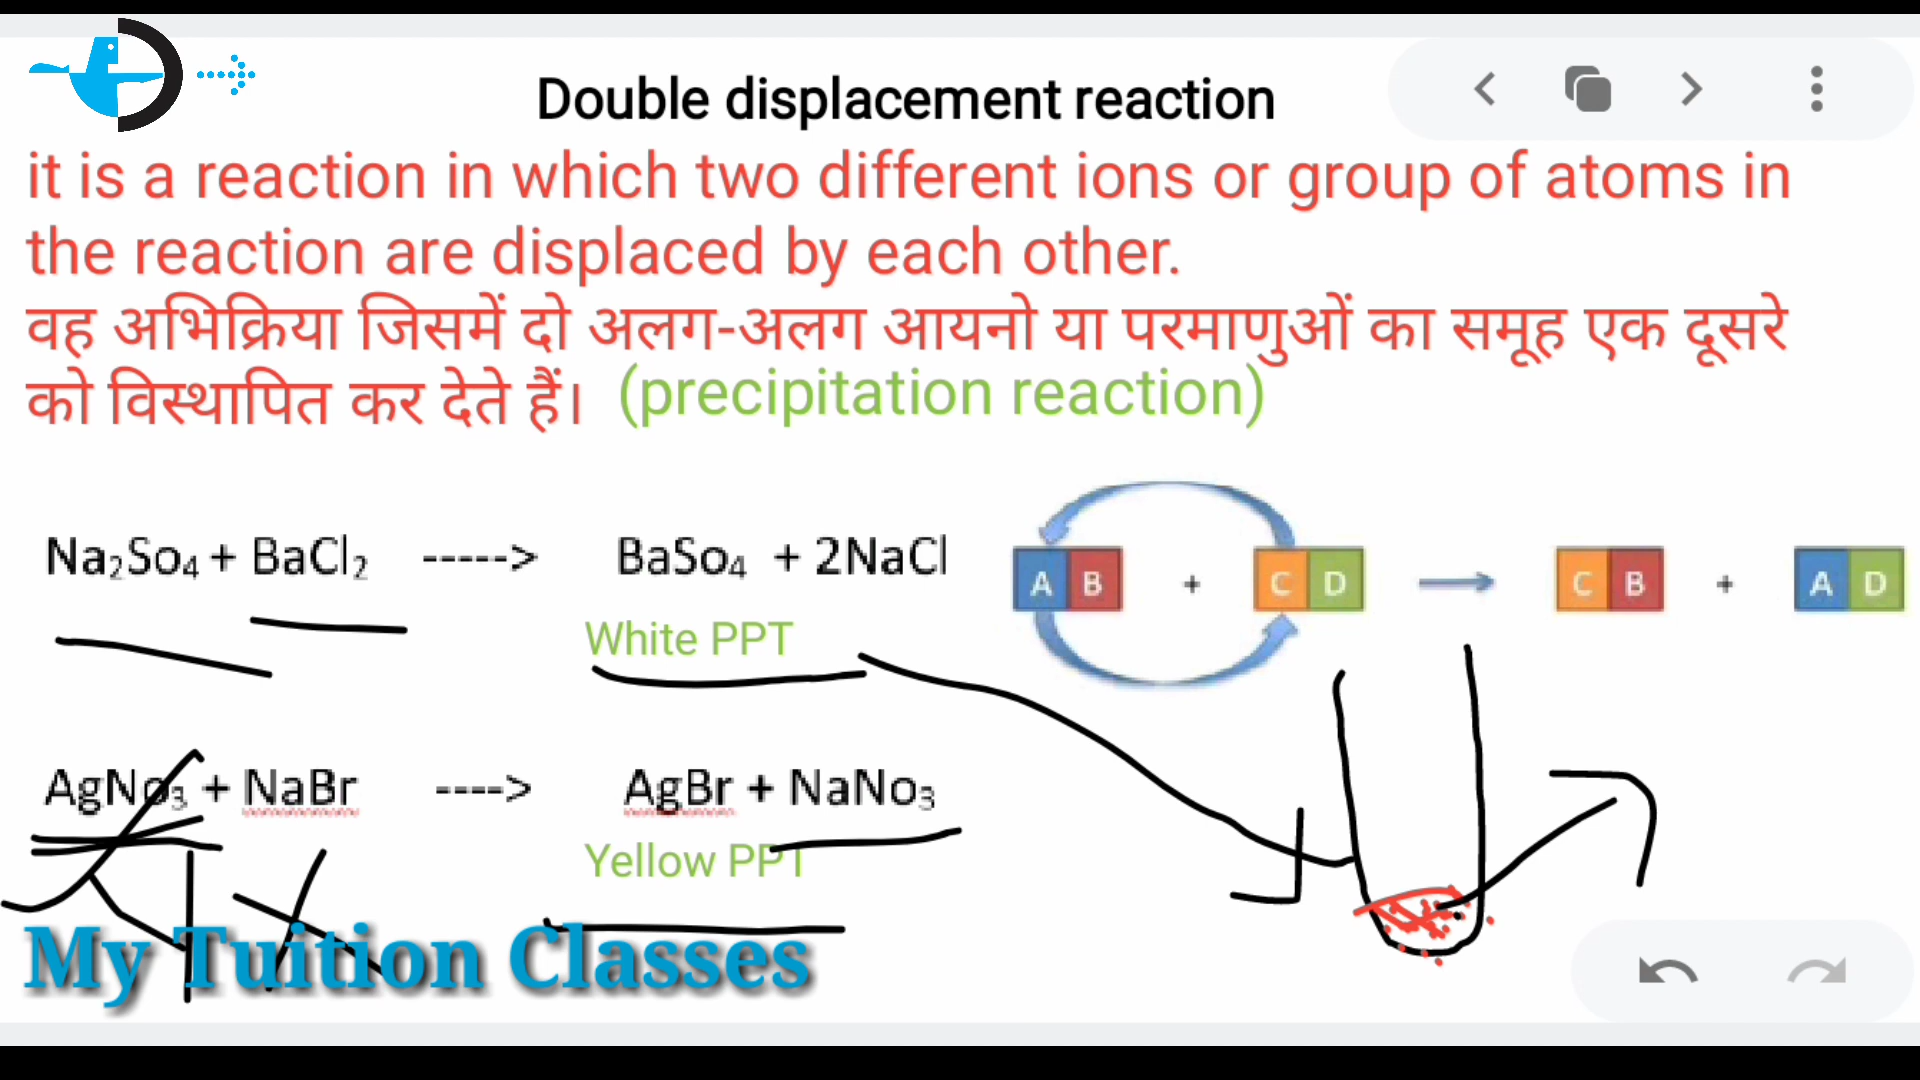 Double displacement reaction
it is a reaction in which two different ions or group of atoms in
the reaction are displaced by each other.
वह अभिक्रिया जिसमें दो अलग-अलग आयनो या परमाणुओं का समूह एक दूसरे
को विस्थापित कर देते हैं। (precipitation reaction)
Na₂So₄ + BaCl₂ -----> BaSo₄ + 2NaCl
A B + C D → C B + A D
White PPT
AgNo₃ + NaBr ----> AgBr + NaNo₃
Yellow PPT
My Tuition Classes